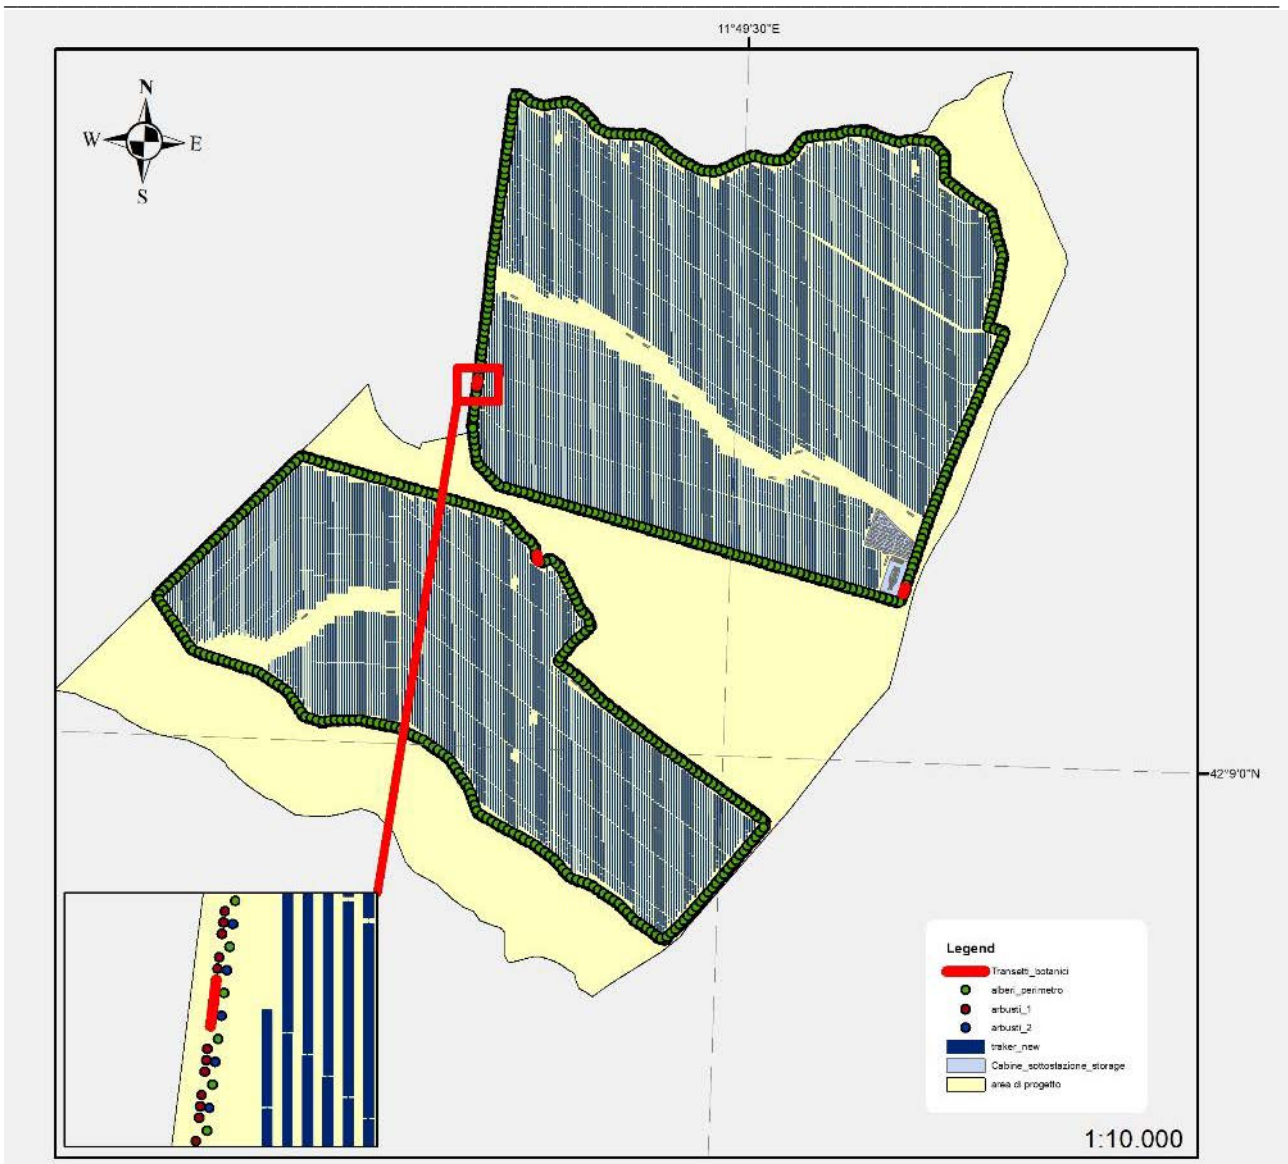 11°49'30"E
N
W E
S
42°9'0"N
Legend
Transetti_botanici
alberi_perimetro
arbusti_1
arbusti_2
traker_new
Cabine_sottostazione_storage
area di progetto
1:10.000